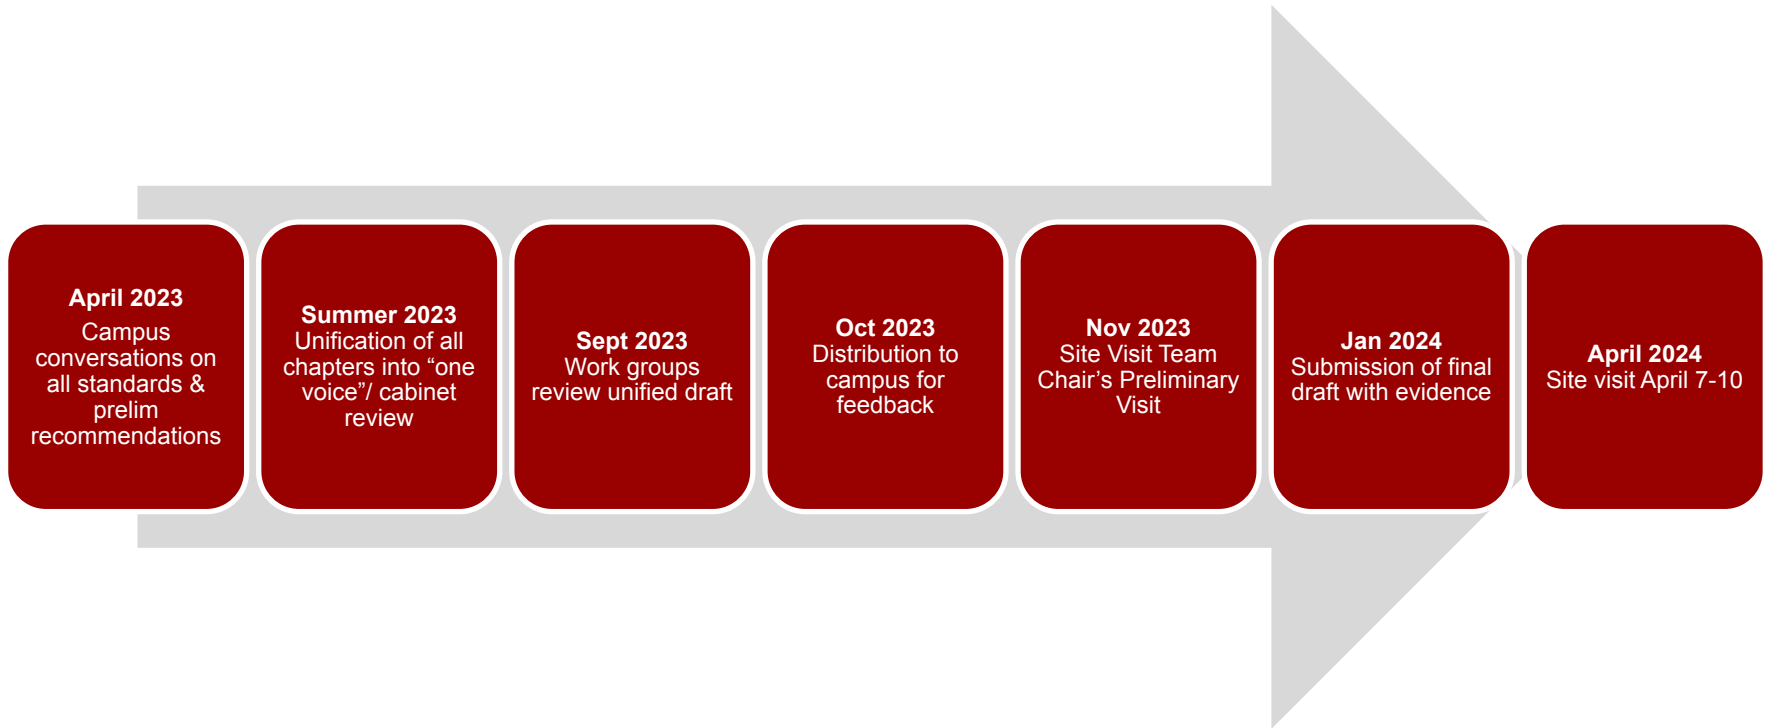 April 2023
Campus
conversations on
all standards &
prelim
recommendations
Summer 2023
Unification of all
chapters into “one
voice”/ cabinet
review
Sept 2023
Work groups
review unified draft
Oct 2023
Distribution to
campus for
feedback
Nov 2023
Site Visit Team
Chair’s Preliminary
Visit
Jan 2024
Submission of final
draft with evidence
April 2024
Site visit April 7-10